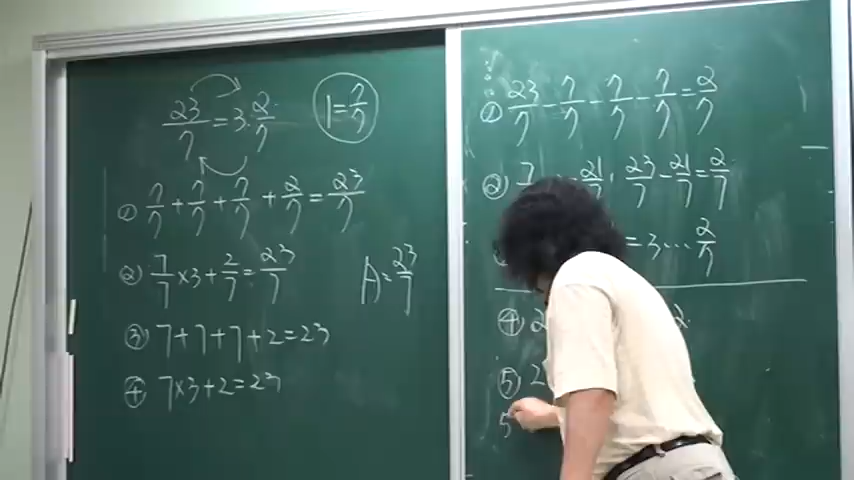 23/7 = 3 2/7
1 = 7/7
① 7/7 + 7/7 + 7/7 + 2/7 = 23/7
② 7/7 × 3 + 2/7 = 23/7
A = 23/7
③ 7 + 7 + 7 + 2 = 23
④ 7 × 3 + 2 = 23
① 23/7 - 7/7 - 7/7 - 7/7 = 2/7
② 7/ = 21/7, 23/7 - 21/7 = 2/7
= 3 … 2/7
④ 2
⑤ 2
5